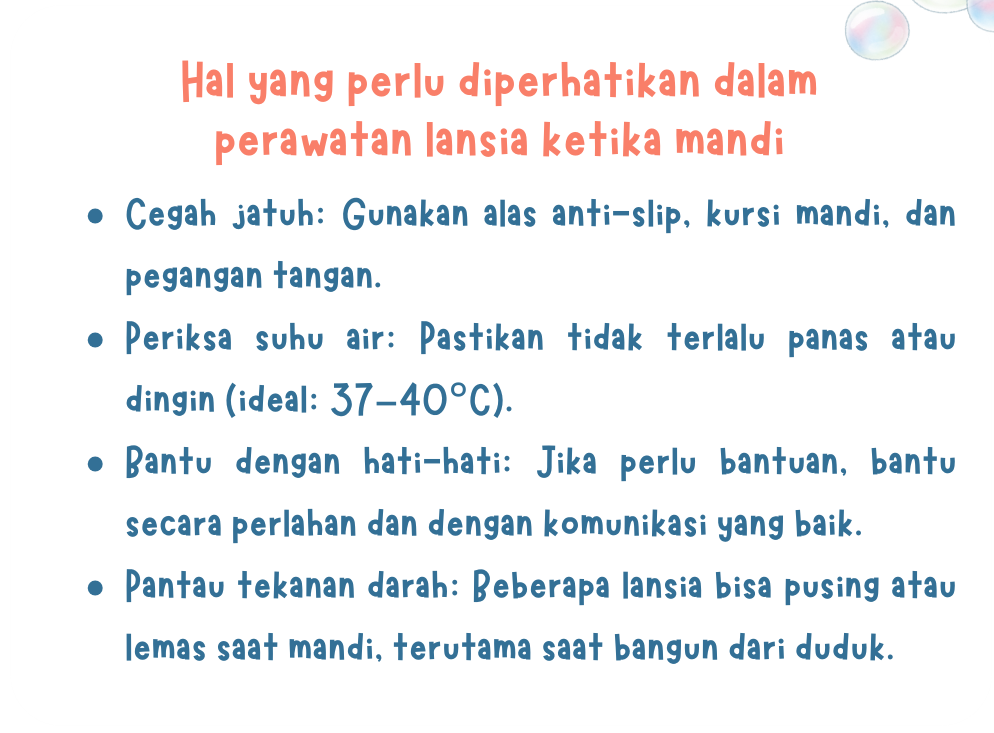 Hal yang perlu diperhatikan dalam
perawatan lansia ketika mandi
• Cegah jatuh: Gunakan alas anti-slip, kursi mandi, dan
pegangan tangan.
• Periksa suhu air: Pastikan tidak terlalu panas atau
dingin (ideal: 37–40°C).
• Bantu dengan hati-hati: Jika perlu bantuan, bantu
secara perlahan dan dengan komunikasi yang baik.
• Pantau tekanan darah: Beberapa lansia bisa pusing atau
lemas saat mandi, terutama saat bangun dari duduk.